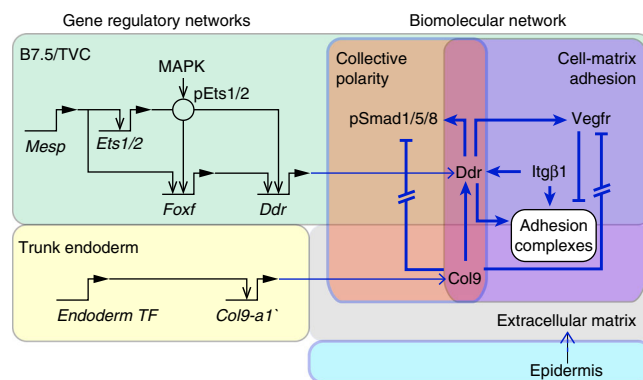 Gene regulatory networks
Biomolecular network
B7.5/TVC
MAPK
pEts1/2
Mesp
Ets1/2
Foxf
Ddr
Collective
polarity
Cell-matrix
adhesion
pSmad1/5/8
Vegfr
Ddr
Itgβ1
Adhesion
complexes
Trunk endoderm
Endoderm TF
Col9-a1`
Col9
Extracellular matrix
Epidermis